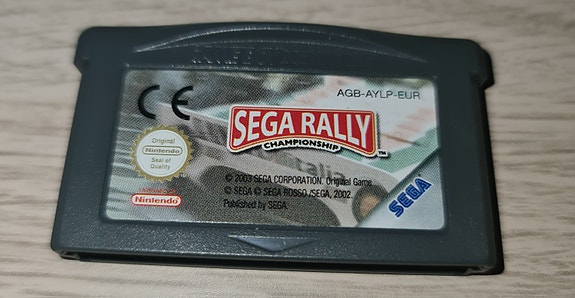 AGB-AYLP-EUR
CE
SEGA RALLY
CHAMPIONSHIP
TM
Original
Nintendo
Seal of
Quality
Nintendo
© 2003 SEGA CORPORATION. Original Game
© SEGA © SEGA ROSSO /SEGA, 2002.
Published by SEGA.
SEGA